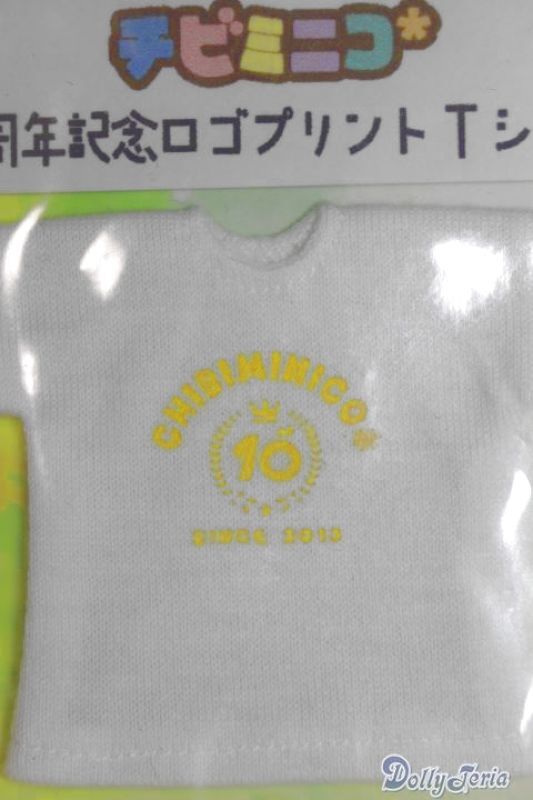 チビミニコ*
周年記念ロゴプリントTシ
CHIBIMINICO*
10
SINCE 2013
DollyTeria